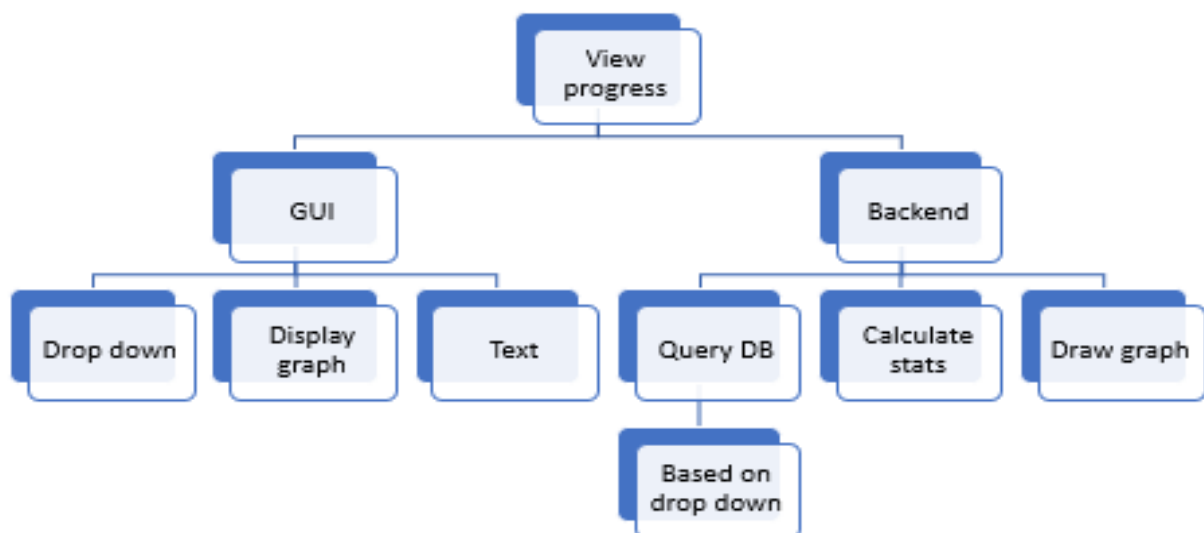 View
progress
GUI
Backend
Drop down
Display
graph
Text
Query DB
Calculate
stats
Draw graph
Based on
drop down